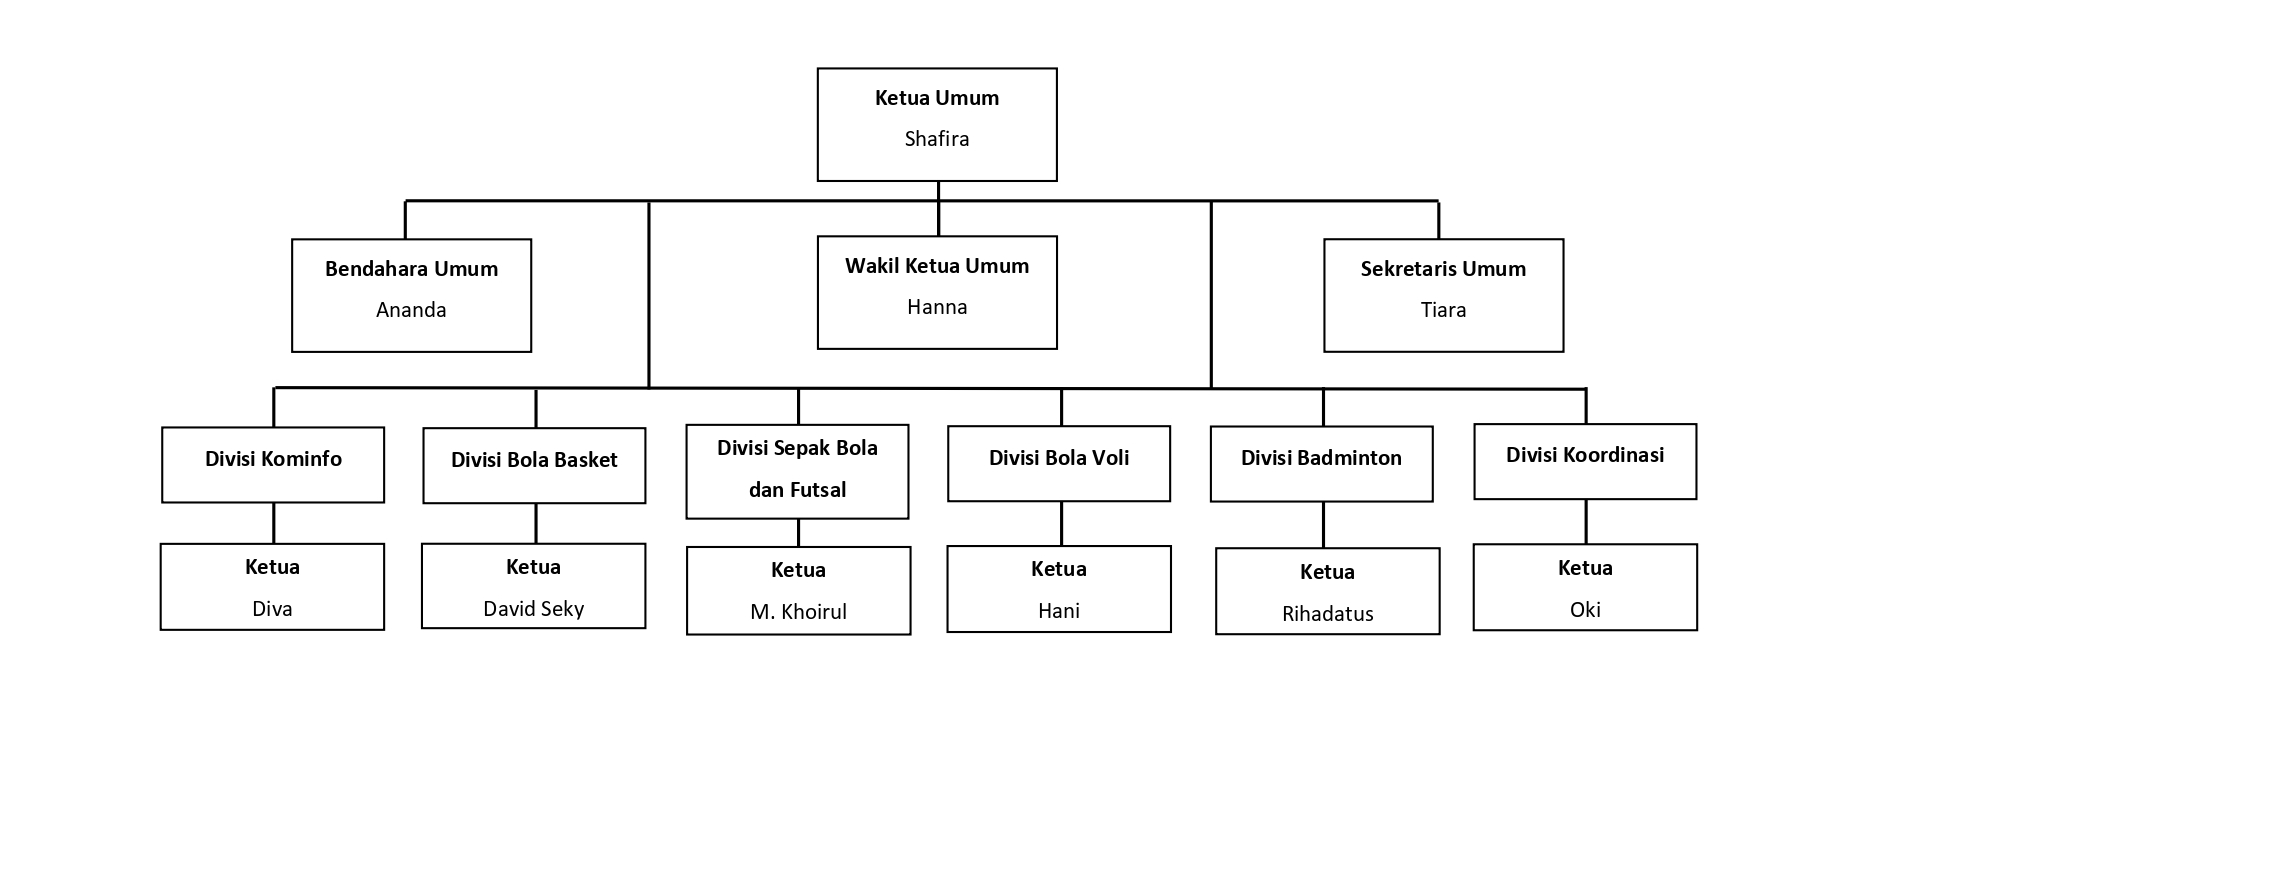 Ketua Umum
Shafira
Bendahara Umum
Ananda
Wakil Ketua Umum
Hanna
Sekretaris Umum
Tiara
Divisi Kominfo
Divisi Bola Basket
Divisi Sepak Bola
dan Futsal
Divisi Bola Voli
Divisi Badminton
Divisi Koordinasi
Ketua
Diva
Ketua
David Seky
Ketua
M. Khoirul
Ketua
Hani
Ketua
Rihadatus
Ketua
Oki